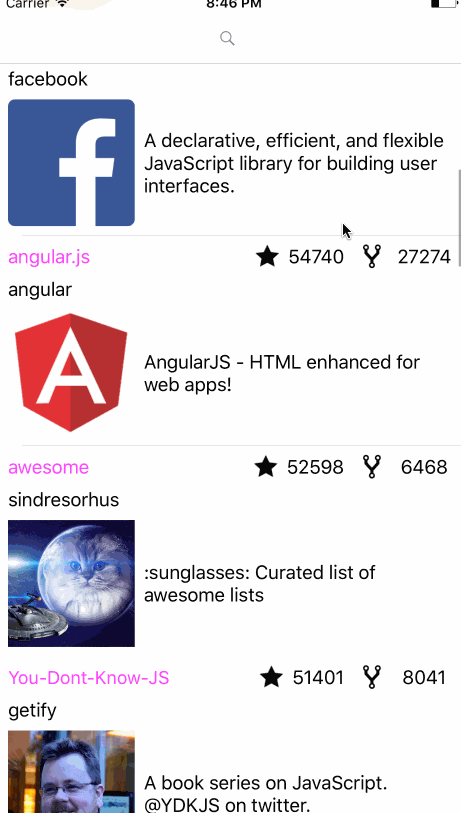 Carrier
8:46 PM
facebook
A declarative, efficient, and flexible
JavaScript library for building user
interfaces.
angular.js 54740 27274
angular
AngularJS - HTML enhanced for
web apps!
awesome 52598 6468
sindresorhus
:sunglasses: Curated list of
awesome lists
You-Dont-Know-JS 51401 8041
getify
A book series on JavaScript.
@YDKJS on twitter.